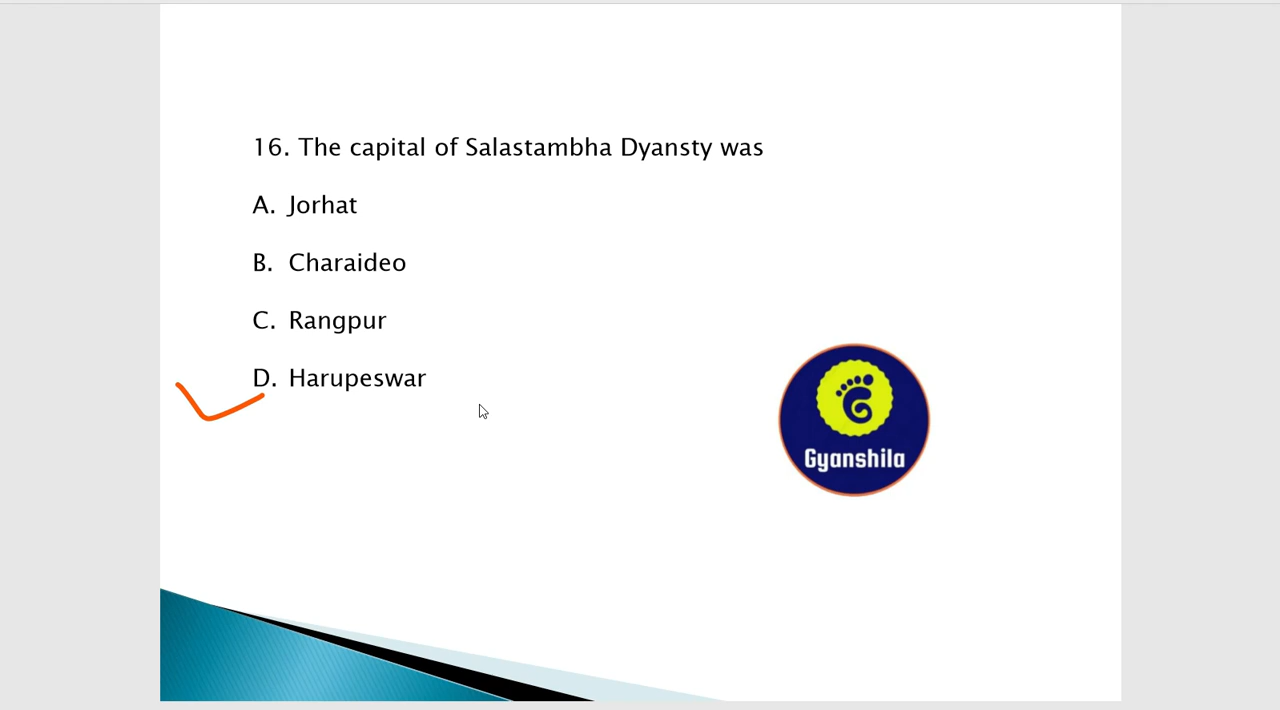 16. The capital of Salastambha Dyansty was
A. Jorhat
B. Charaideo
C. Rangpur
D. Harupeswar
Gyanshila